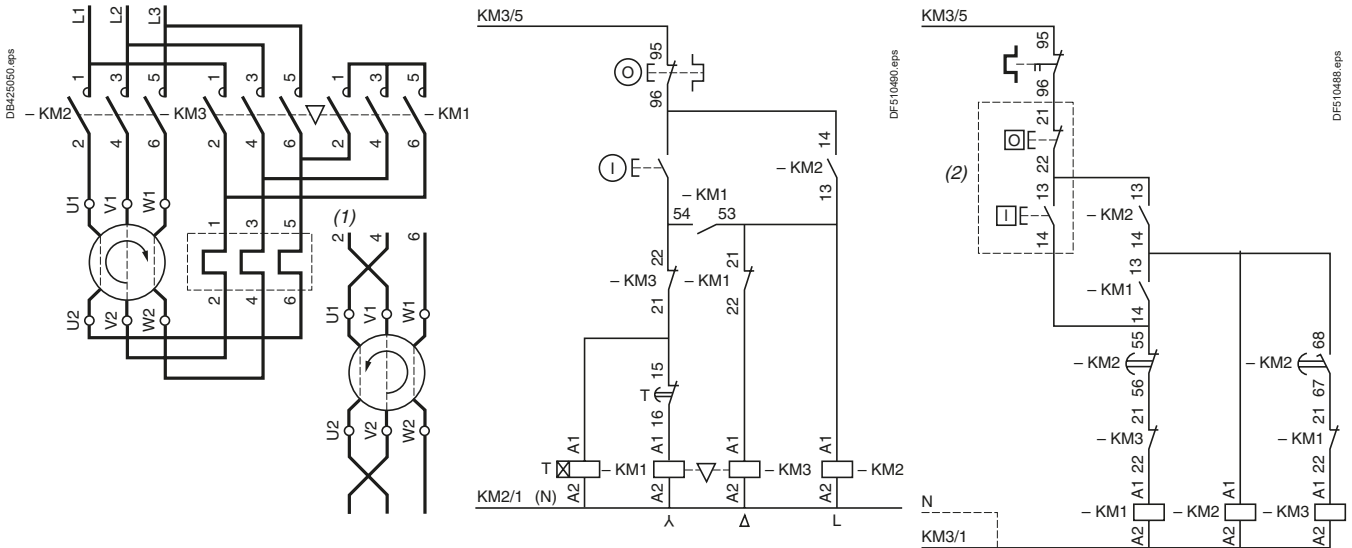 DB425050.eps
L1 L2 L3
1 3 5 1 3 5 1 3 5
– KM2 – KM3 – KM1
2 4 6 2 4 6 2 4 6
U1 V1 W1
1 3 5
2 4 6
U2 V2 W2
(1)
2 4 6
U1 V1 W1
U2 V2 W2
KM3/5
DF510490.eps
95
O
96
14
I
– KM2
13
– KM1
54 53
22 21
– KM3 – KM1
21 22
15
T
16
A1 A1 A1 A1
T – KM1 – KM3 – KM2
A2 A2 A2 A2
KM2/1 (N)
Δ L
KM3/5
DF510488.eps
95
96
21
O
22
(2)
13 13
I – KM2
14 14
13
– KM1
14
55 68
– KM2 – KM2
56 67
21 21
– KM3 – KM1
22 22
A1 A1 A1
N
– KM1 – KM2 – KM3
A2 A2 A2
KM3/1